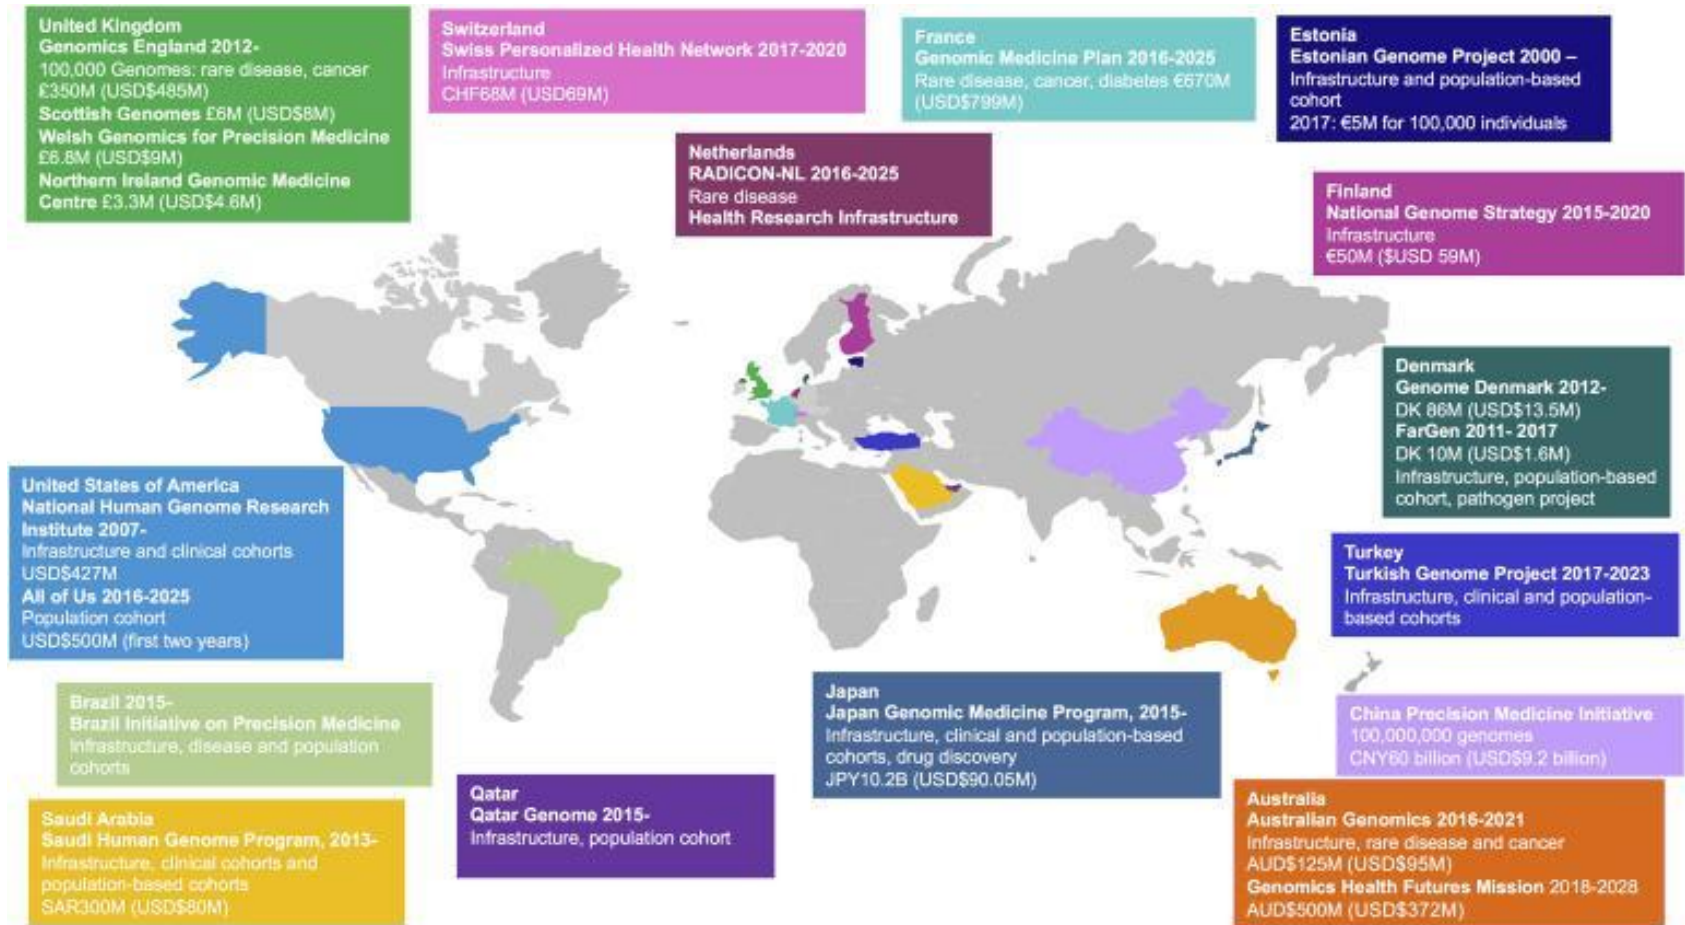 United Kingdom
Genomics England 2012-
100,000 Genomes: rare disease, cancer
£350M (USD$485M)
Scottish Genomes £6M (USD$8M)
Welsh Genomics for Precision Medicine
£6.8M (USD$9M)
Northern Ireland Genomic Medicine
Centre £3.3M (USD$4.6M)
Switzerland
Swiss Personalized Health Network 2017-2020
Infrastructure
CHF68M (USD69M)
France
Genomic Medicine Plan 2016-2025
Rare disease, cancer, diabetes €670M
(USD$799M)
Estonia
Estonian Genome Project 2000 –
Infrastructure and population-based
cohort
2017: €5M for 100,000 individuals
Netherlands
RADICON-NL 2016-2025
Rare disease
Health Research Infrastructure
Finland
National Genome Strategy 2015-2020
Infrastructure
€50M ($USD 59M)
Denmark
Genome Denmark 2012-
DK 86M (USD$13.5M)
FarGen 2011- 2017
DK 10M (USD$1.6M)
Infrastructure, population-based
cohort, pathogen project
United States of America
National Human Genome Research
Institute 2007-
Infrastructure and clinical cohorts
USD$427M
All of Us 2016-2025
Population cohort
USD$500M (first two years)
Turkey
Turkish Genome Project 2017-2023
Infrastructure, clinical and population-
based cohorts
Brazil 2015-
Brazil Initiative on Precision Medicine
Infrastructure, disease and population
cohorts
Japan
Japan Genomic Medicine Program, 2015-
Infrastructure, clinical and population-based
cohorts, drug discovery
JPY10.2B (USD$90.05M)
China Precision Medicine Initiative
100,000,000 genomes
CNY60 billion (USD$9.2 billion)
Saudi Arabia
Saudi Human Genome Program, 2013-
Infrastructure, clinical cohorts and
population-based cohorts
SAR300M (USD$80M)
Qatar
Qatar Genome 2015-
Infrastructure, population cohort
Australia
Australian Genomics 2016-2021
Infrastructure, rare disease and cancer
AUD$125M (USD$95M)
Genomics Health Futures Mission 2018-2028
AUD$500M (USD$372M)